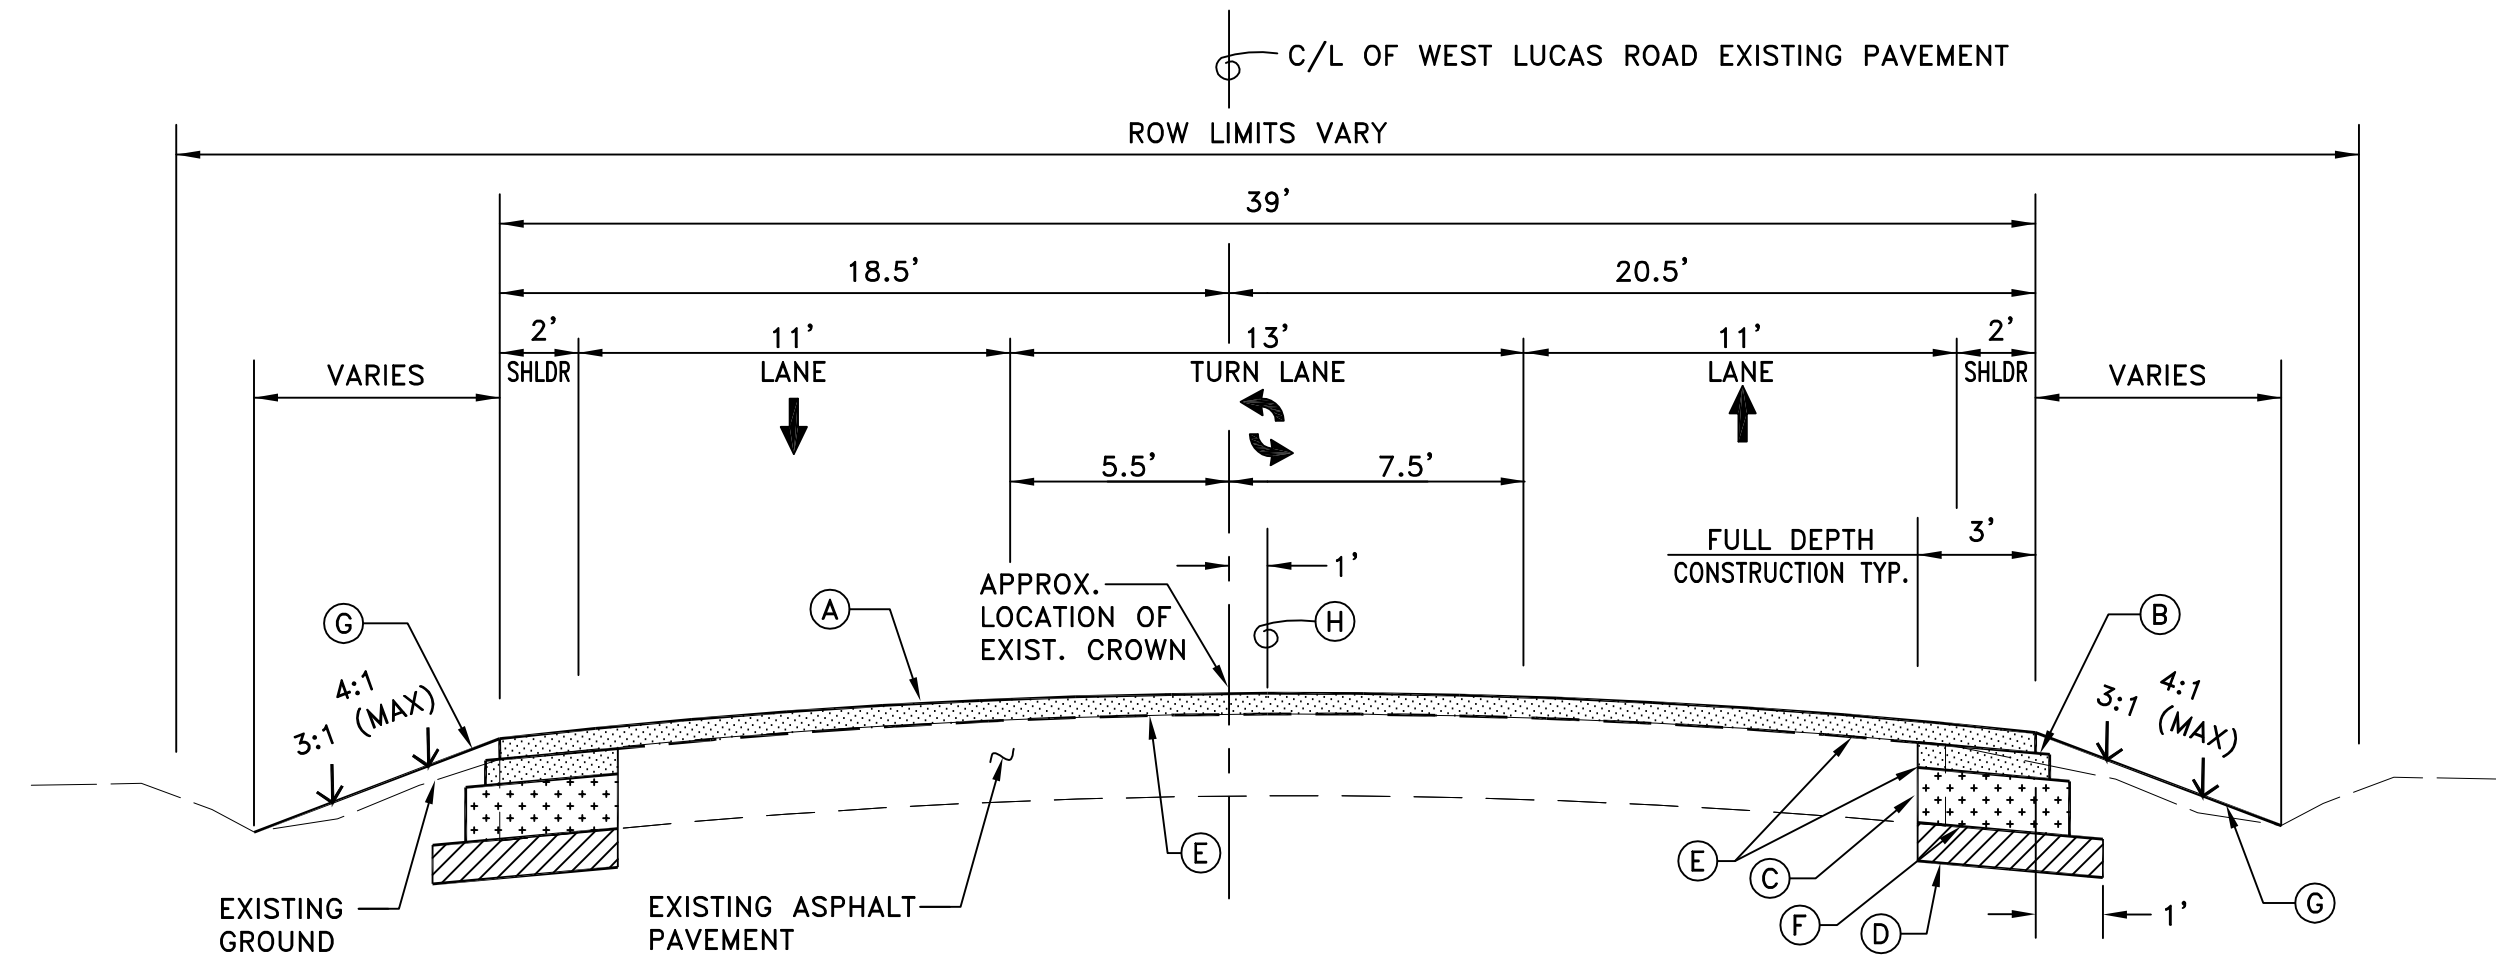 C/L OF WEST LUCAS ROAD EXISTING PAVEMENT
ROW LIMITS VARY
39'
18.5'
20.5'
2'
11'
13'
11'
2'
VARIES
SHLDR
LANE
TURN LANE
LANE
SHLDR
VARIES
5.5'
7.5'
FULL DEPTH
CONSTRUCTION TYP.
3'
1'
APPROX.
LOCATION OF
EXIST. CROWN
A
H
B
G
4:1
3:1 (MAX)
4:1
3:1 (MAX)
E
E
C
F
D
G
EXISTING
GROUND
EXISTING ASPHALT
PAVEMENT
1'